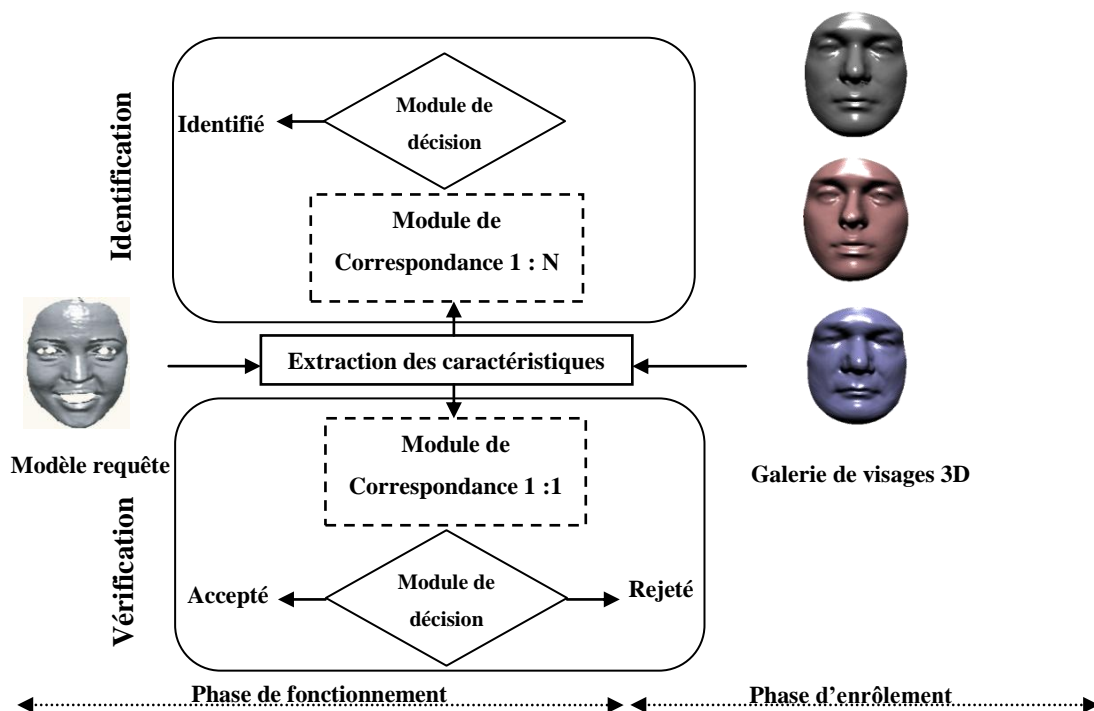 Identification
Module de
décision
Identifié
Module de
Correspondance 1 : N
Extraction des caractéristiques
Modèle requête
Galerie de visages 3D
Vérification
Module de
Correspondance 1 :1
Accepté
Module de
décision
Rejeté
Phase de fonctionnement
Phase d'enrôlement